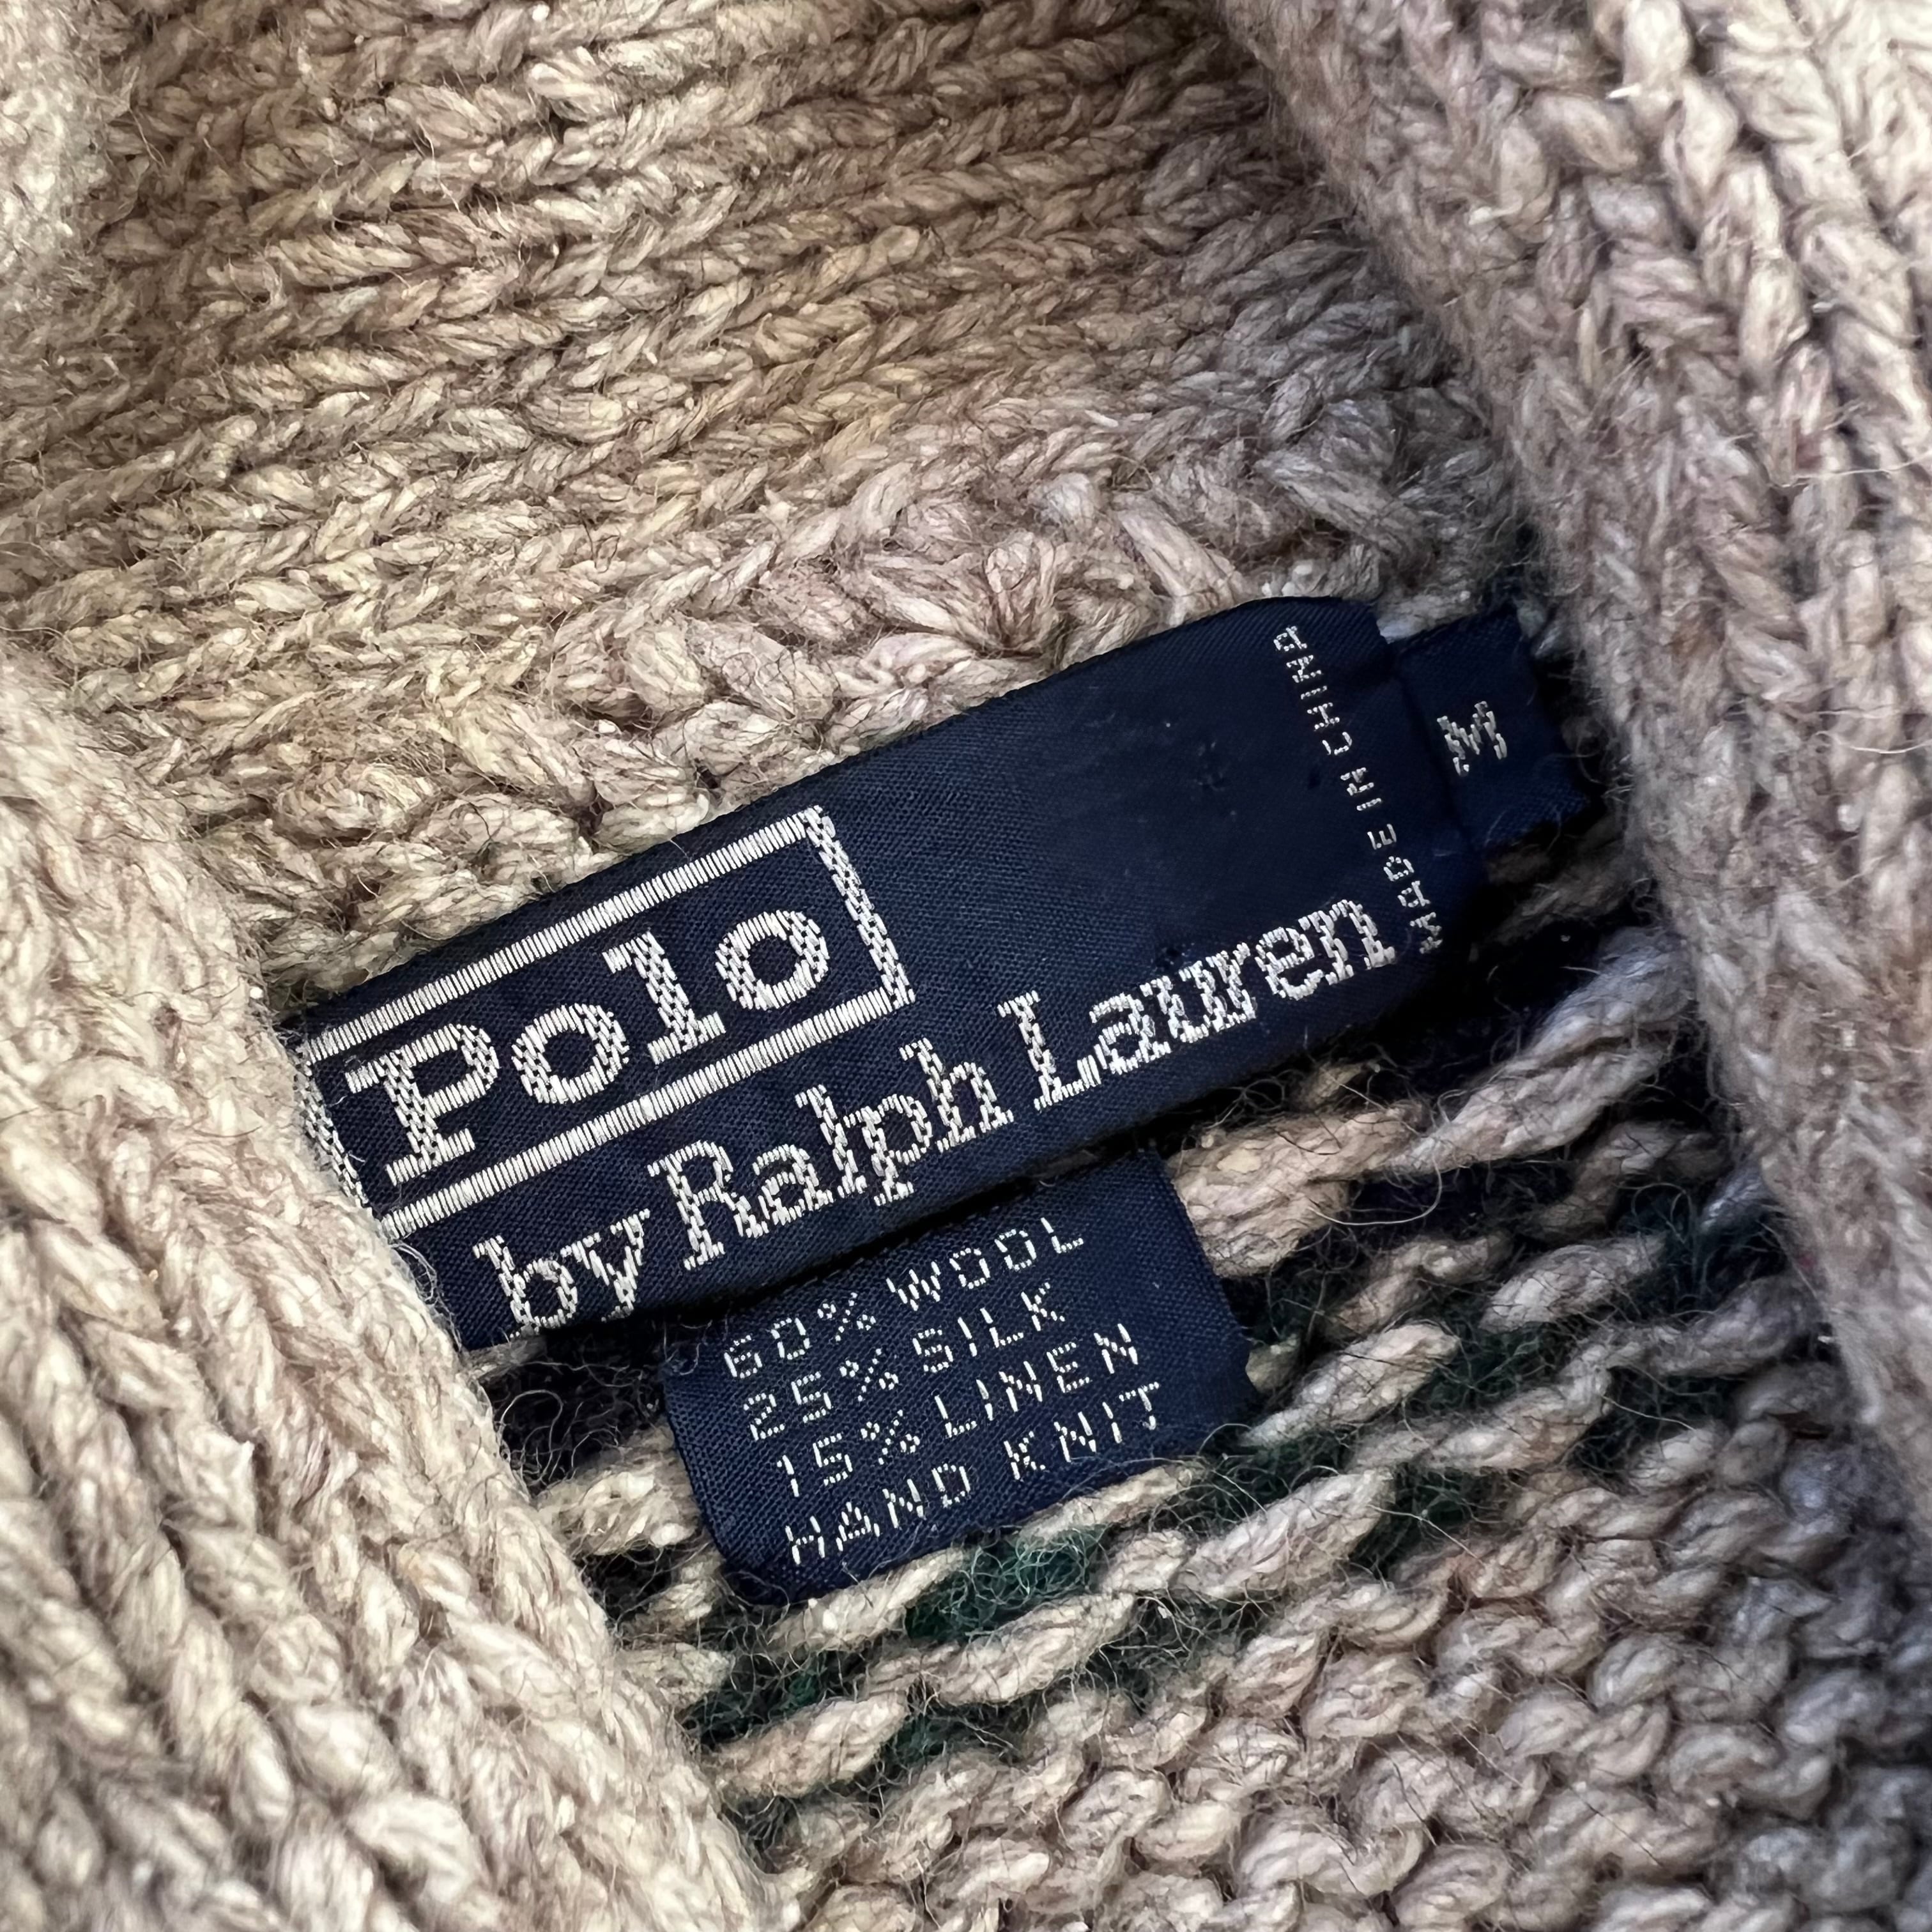 Polo
by Ralph Lauren
MADE IN CHINA
M
60% WOOL
25% SILK
15% LINEN
HAND KNIT